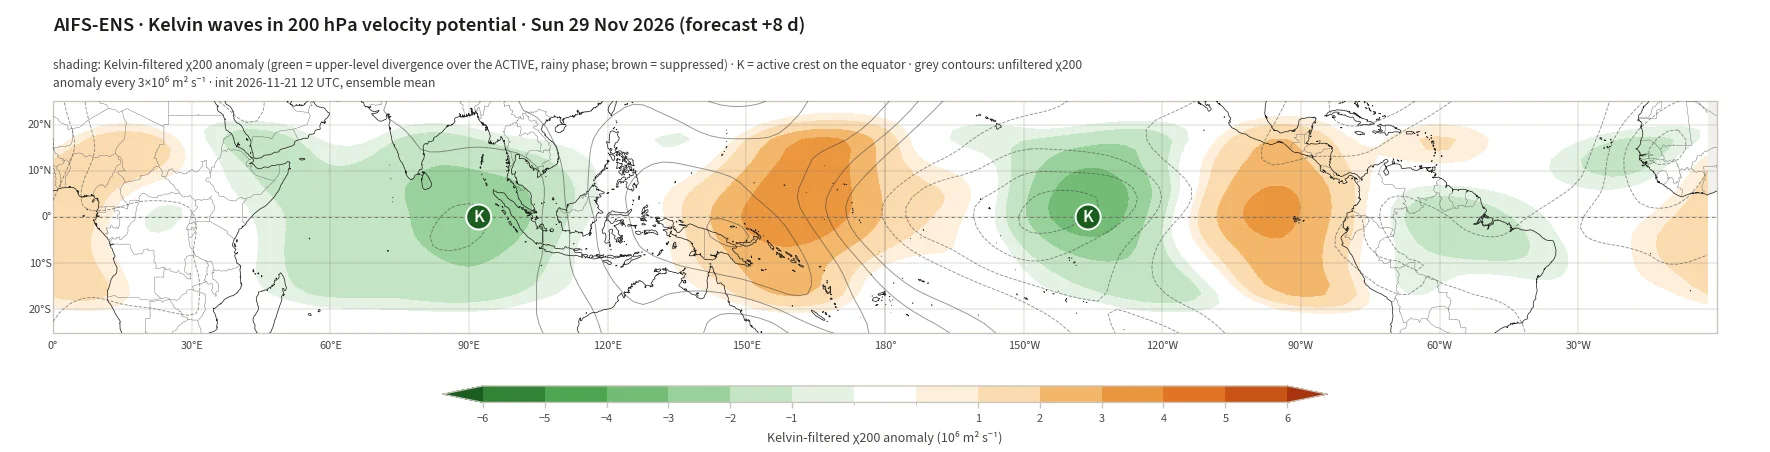 AIFS-ENS · Kelvin waves in 200 hPa velocity potential · Sun 29 Nov 2026 (forecast +8 d)
shading: Kelvin-filtered χ200 anomaly (green = upper-level divergence over the ACTIVE, rainy phase; brown = suppressed) · K = active crest on the equator · grey contours: unfiltered χ200
anomaly every 3×10⁶ m² s⁻¹ · init 2026-11-21 12 UTC, ensemble mean
20°N
10°N
0°
10°S
20°S
K
K
0°
30°E
60°E
90°E
120°E
150°E
180°
150°W
120°W
90°W
60°W
30°W
−6
−5
−4
−3
−2
−1
1
2
3
4
5
6
Kelvin-filtered χ200 anomaly (10⁶ m² s⁻¹)